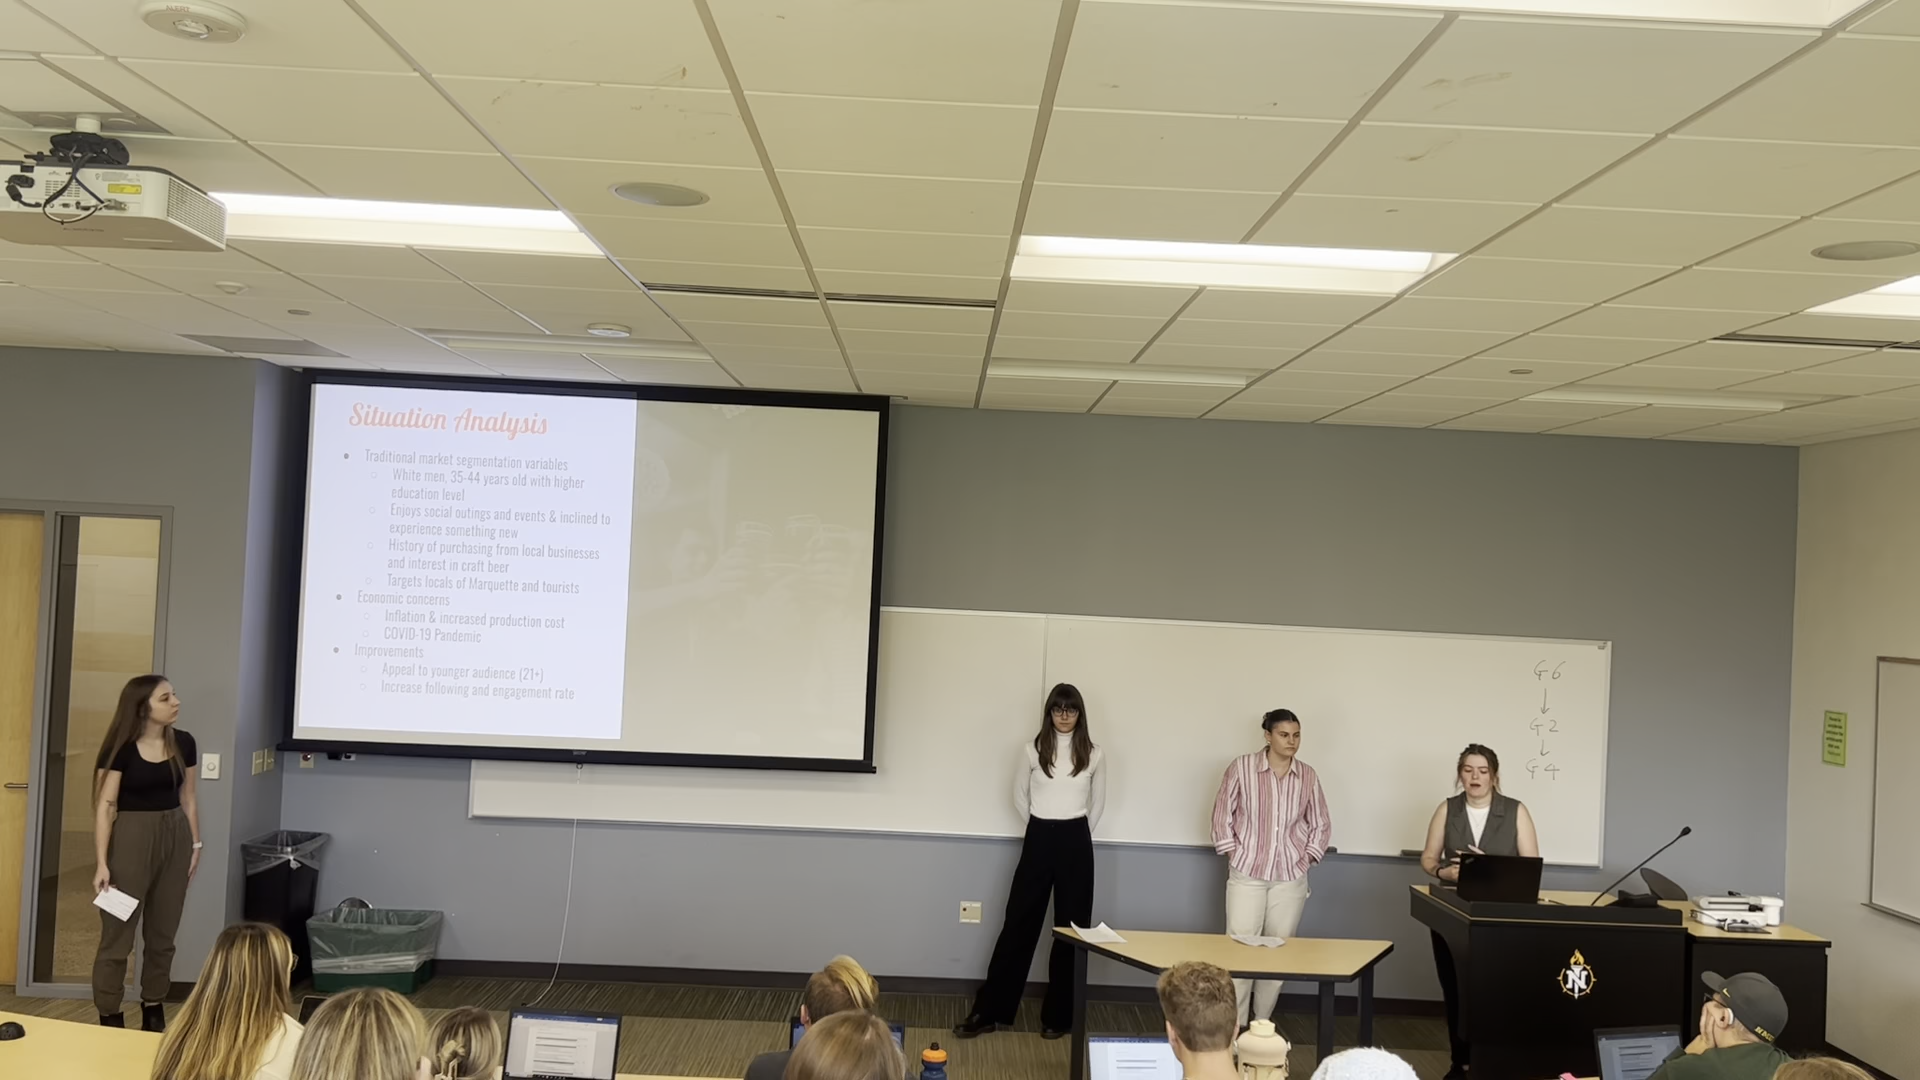 ALERT
Situation Analysis
Traditional market segmentation variables
White men, 35-44 years old with higher
education level
Enjoys social outings and events & inclined to
experience something new
History of purchasing from local businesses
and interest in craft beer
Targets locals of Marquette and tourists
Economic concerns
Inflation & increased production cost
COVID-19 Pandemic
Improvements
Appeal to younger audience (21+)
Increase following and engagement rate
G6
↓
G2
↓
G4
N